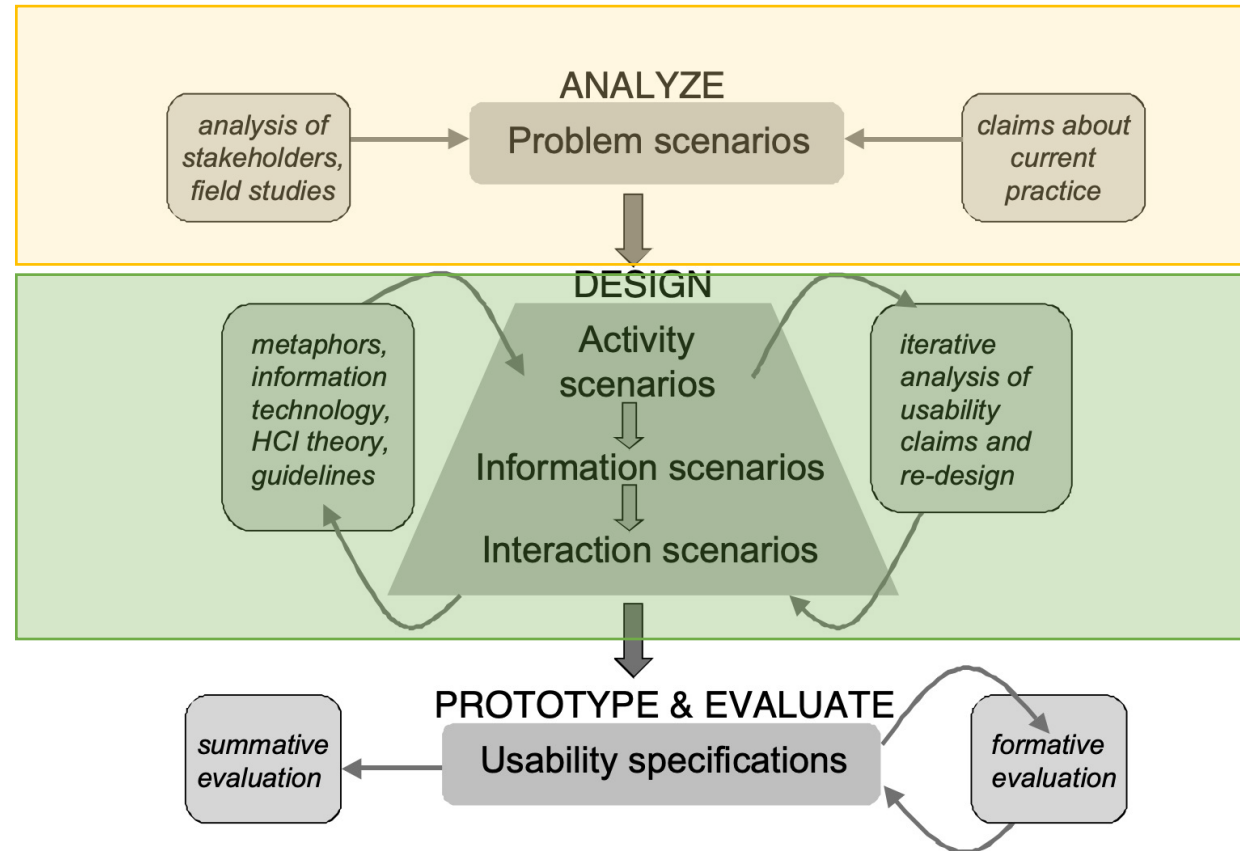 ANALYZE
analysis of
stakeholders,
field studies
Problem scenarios
claims about
current
practice
DESIGN
metaphors,
information
technology,
HCI theory,
guidelines
Activity
scenarios
Information scenarios
Interaction scenarios
iterative
analysis of
usability
claims and
re-design
PROTOTYPE & EVALUATE
summative
evaluation
Usability specifications
formative
evaluation